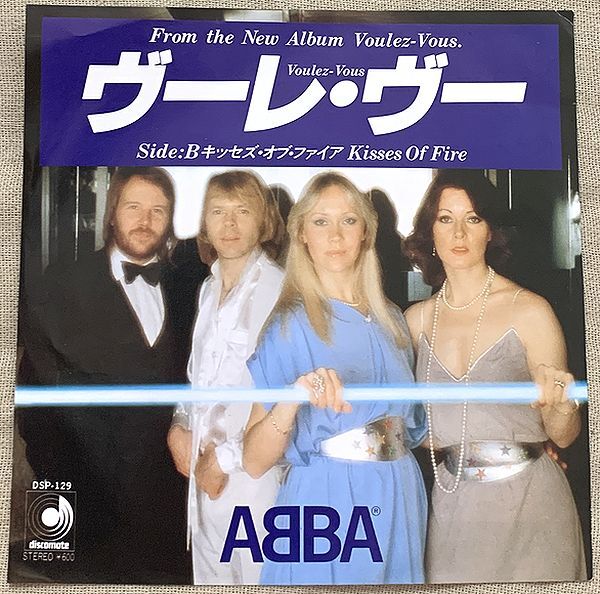 From the New Album Voulez-Vous.
Voulez-Vous
ヴーレ・ヴー
Side:B キッセズ・オブ・ファイア Kisses Of Fire
DSP-129
discomate
STEREO ¥600
ABBA®